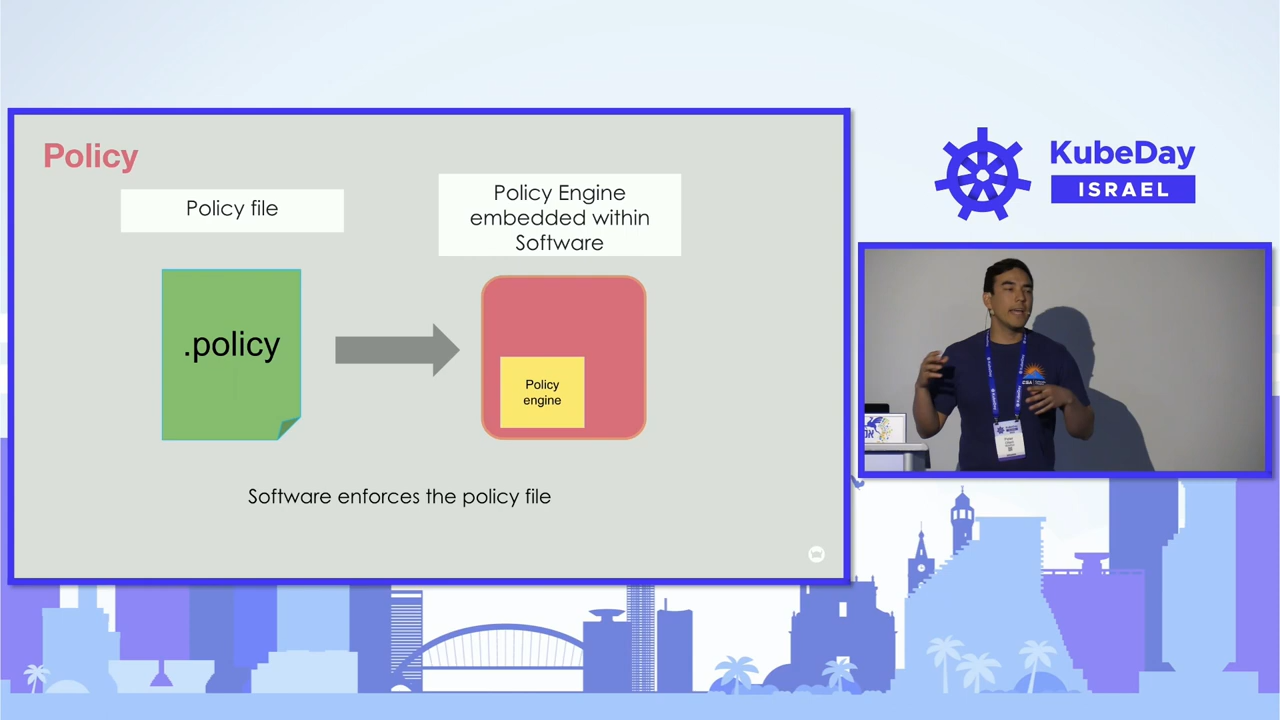 Policy
Policy file
Policy Engine
embedded within
Software
.policy
Policy
engine
Software enforces the policy file
KubeDay
ISRAEL